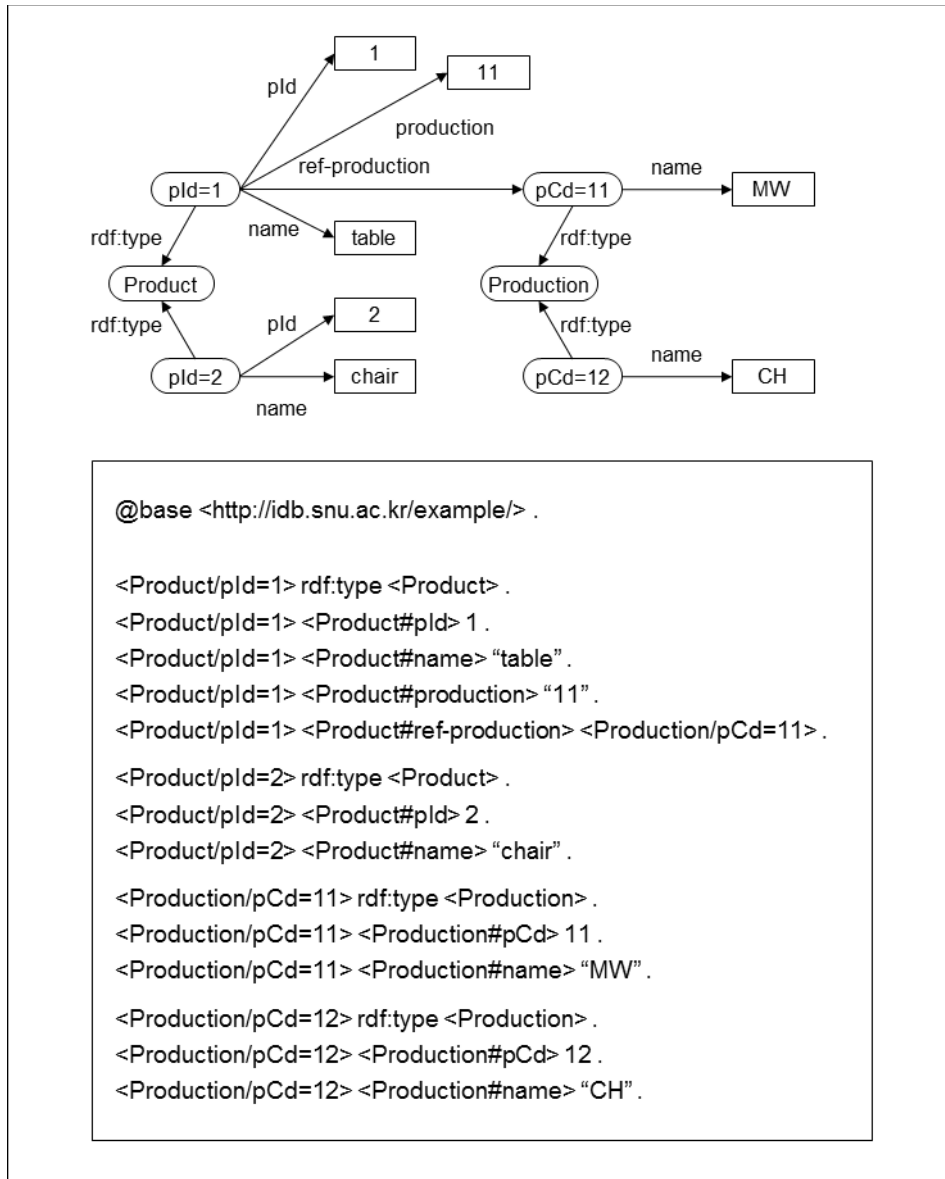 1
11
pId
production
ref-production
name
pId=1
pCd=11
MW
name
table
rdf:type
rdf:type
Product
Production
2
pId
rdf:type
rdf:type
name
pId=2
chair
pCd=12
CH
name
@base <http://idb.snu.ac.kr/example/> .
<Product/pId=1> rdf:type <Product> .
<Product/pId=1> <Product#pId> 1 .
<Product/pId=1> <Product#name> “table” .
<Product/pId=1> <Product#production> “11” .
<Product/pId=1> <Product#ref-production> <Production/pCd=11> .
<Product/pId=2> rdf:type <Product> .
<Product/pId=2> <Product#pId> 2 .
<Product/pId=2> <Product#name> “chair” .
<Production/pCd=11> rdf:type <Production> .
<Production/pCd=11> <Production#pCd> 11 .
<Production/pCd=11> <Production#name> “MW” .
<Production/pCd=12> rdf:type <Production> .
<Production/pCd=12> <Production#pCd> 12 .
<Production/pCd=12> <Production#name> “CH” .